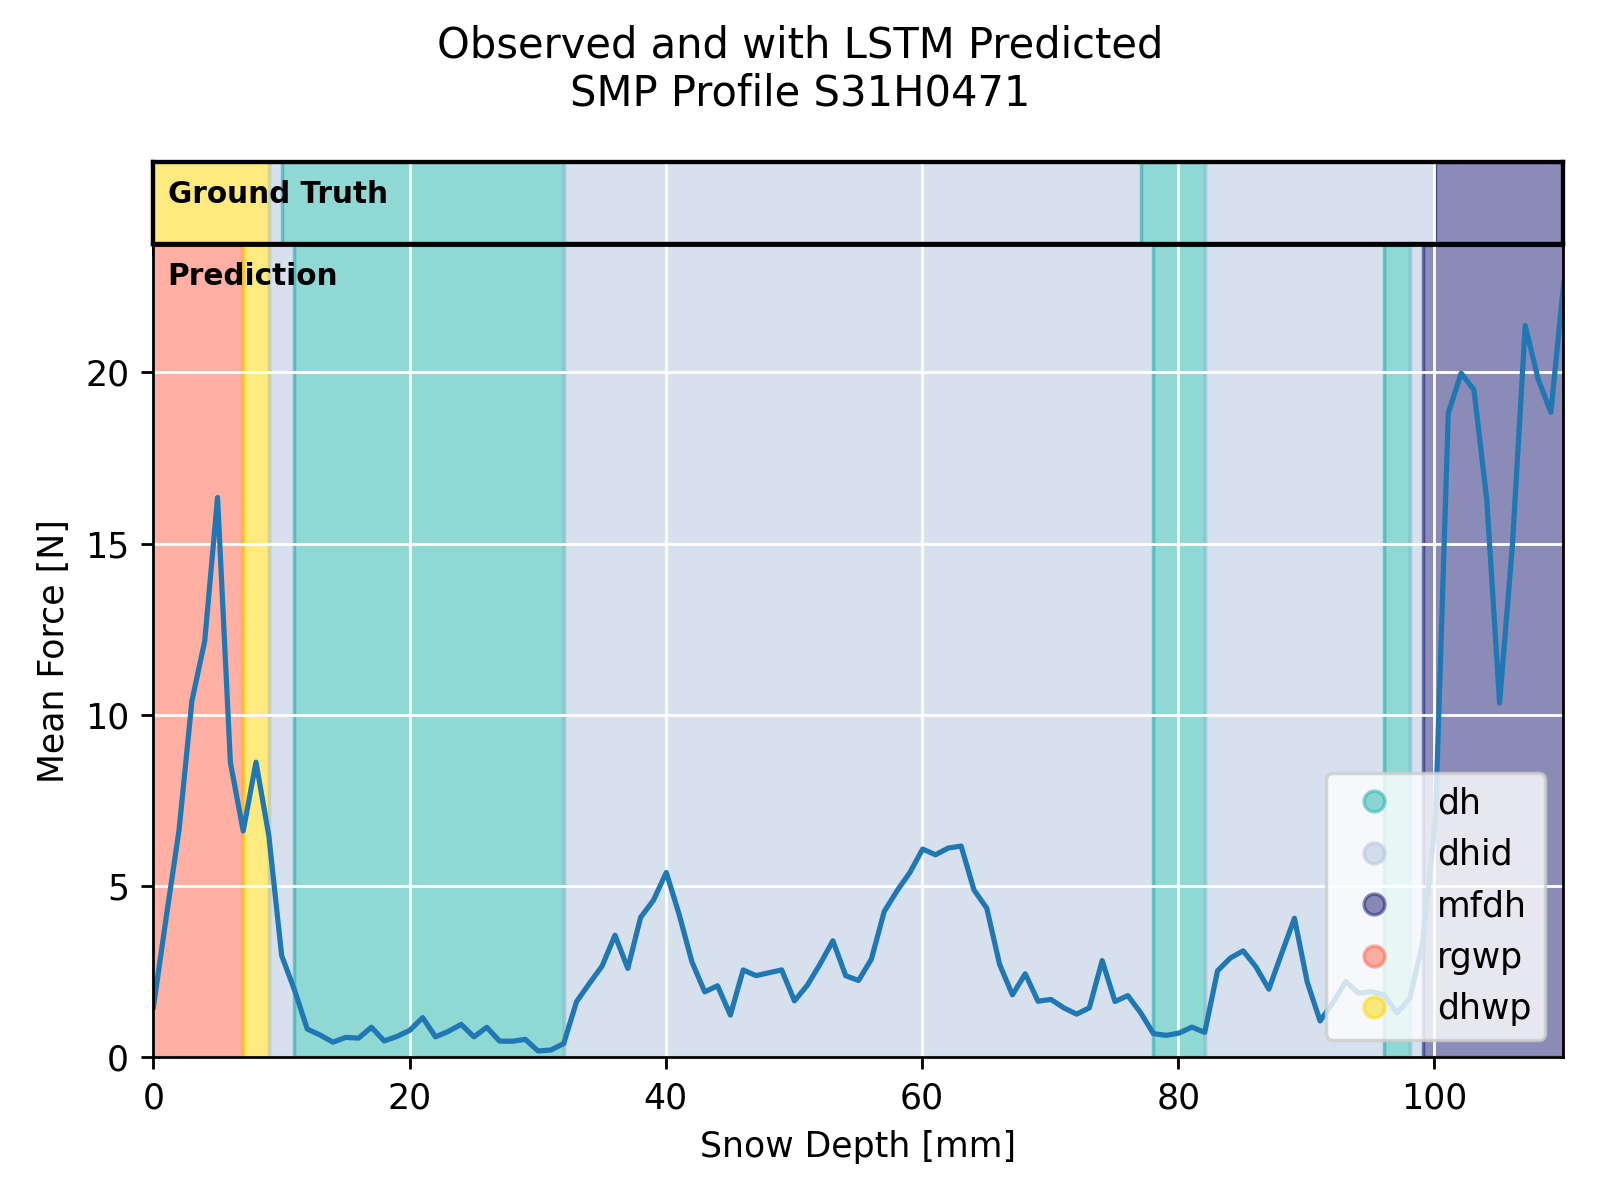 Observed and with LSTM Predicted
SMP Profile S31H0471
Ground Truth
Prediction
20
15
10
5
0
Mean Force [N]
dh
dhid
mfdh
rgwp
dhwp
0 20 40 60 80 100
Snow Depth [mm]